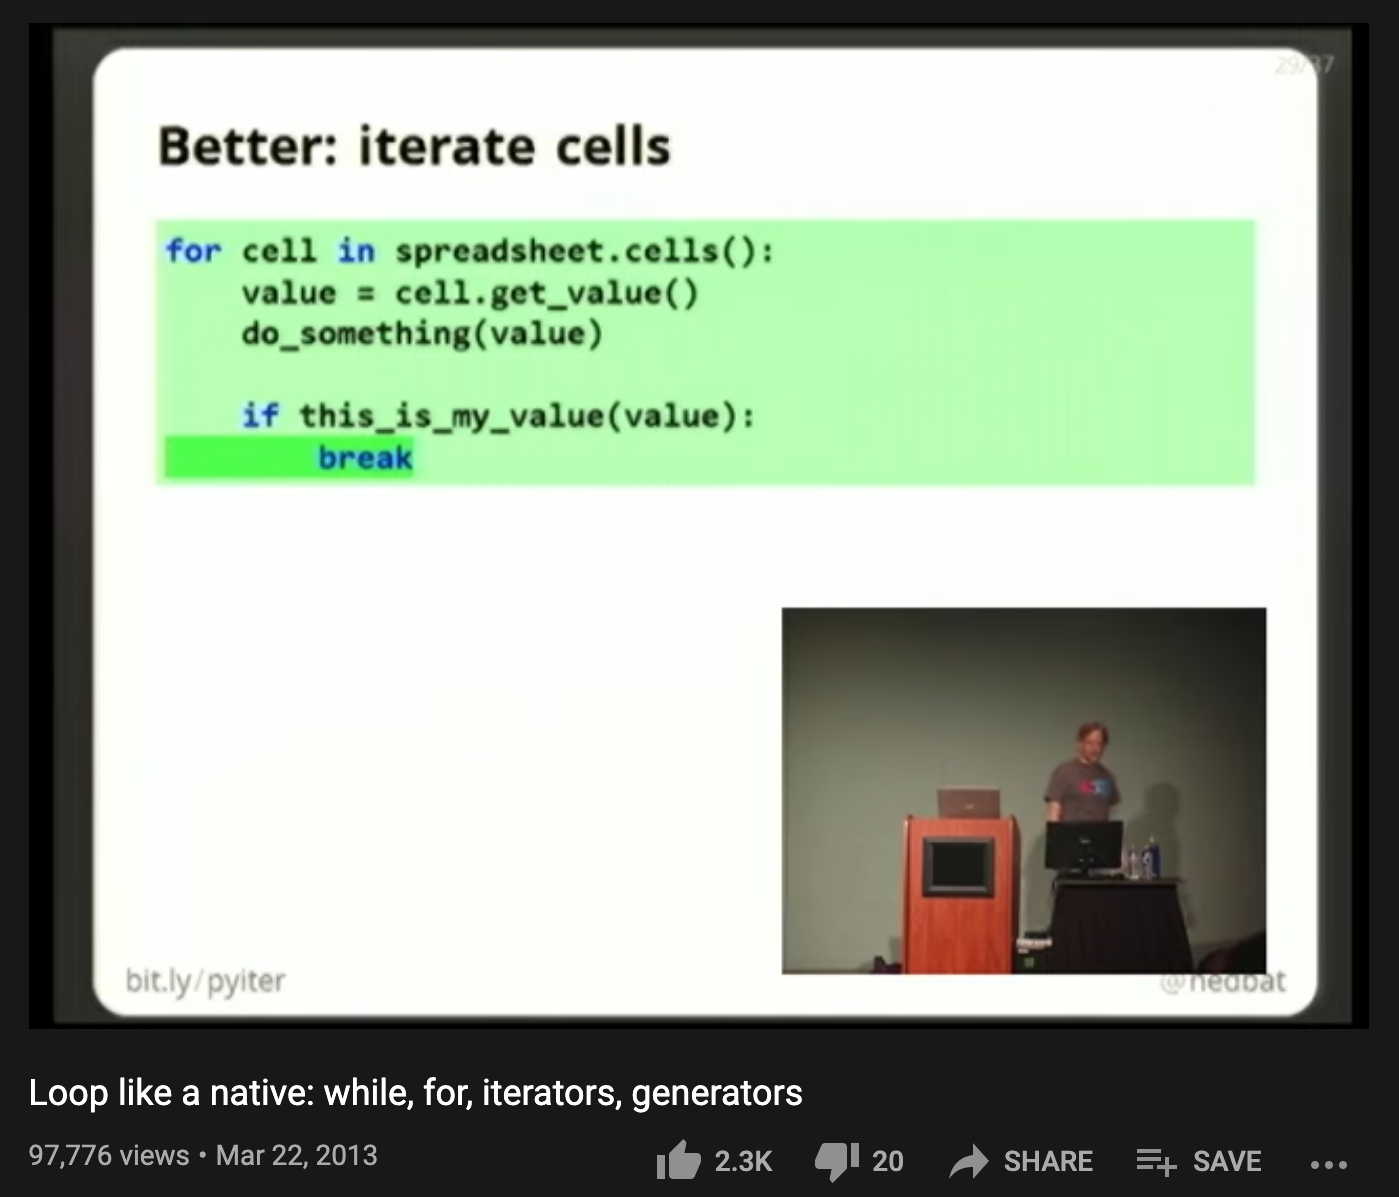 29/37
Better: iterate cells
for cell in spreadsheet.cells():
value = cell.get_value()
do_something(value)
if this_is_my_value(value):
break
bit.ly/pyiter
@nedbat
Loop like a native: while, for, iterators, generators
97,776 views • Mar 22, 2013
2.3K
20
SHARE
SAVE